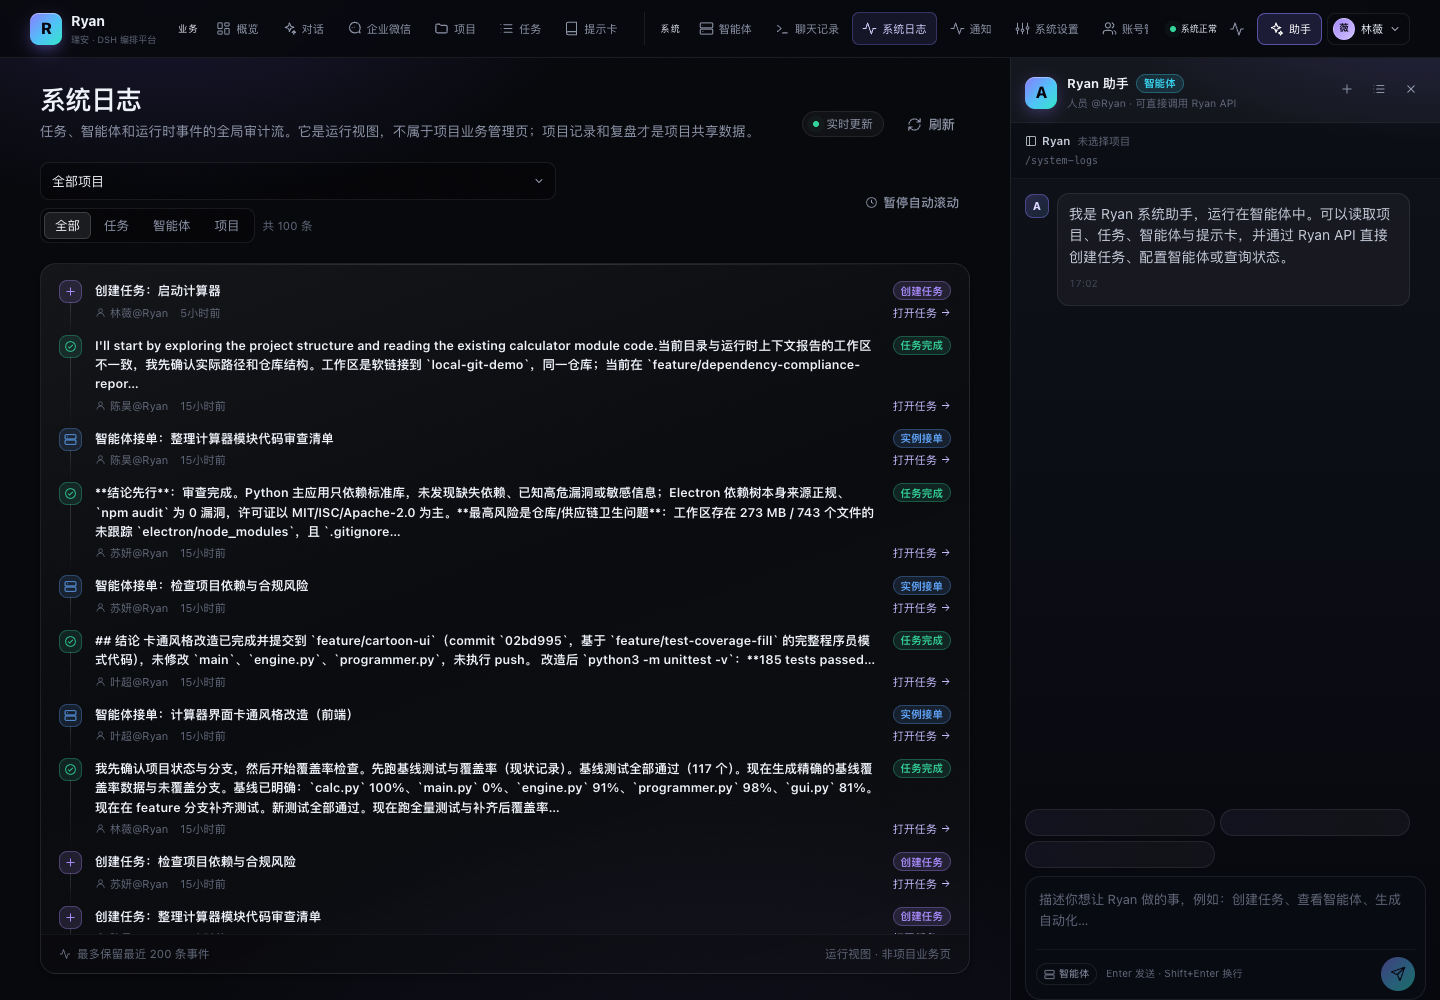 R
Ryan
瑞安 · DSH 编排平台
业务
概览
对话
企业微信
项目
任务
提示卡
系统
智能体
聊天记录
系统日志
通知
系统设置
系统正常
助手
薇
林薇
系统日志
任务、智能体和运行时事件的全局审计流。它是运行视图，不属于项目业务管理页；项目记录和复盘才是项目共享数据。
实时更新
刷新
全部项目
暂停自动滚动
全部
任务
智能体
项目
共 100 条
创建任务：启动计算器
创建任务
林薇@Ryan 5小时前
打开任务 →
I'll start by exploring the project structure and reading the existing calculator module code.当前目录与运行时上下文报告的工作区
不一致，我先确认实际路径和仓库结构。工作区是软链接到 `local-git-demo`，同一仓库；当前在 `feature/dependency-compliance-
repor...
任务完成
陈昊@Ryan 15小时前
打开任务 →
智能体接单：整理计算器模块代码审查清单
实例接单
陈昊@Ryan 15小时前
打开任务 →
**结论先行**：审查完成。Python 主应用只依赖标准库，未发现缺失依赖、已知高危漏洞或敏感信息；Electron 依赖树本身来源正规、
`npm audit` 为 0 漏洞，许可证以 MIT/ISC/Apache-2.0 为主。**最高风险是仓库/供应链卫生问题**：工作区存在 273 MB / 743 个文件的
未跟踪 `electron/node_modules`，且 `.gitignore...
任务完成
苏妍@Ryan 15小时前
打开任务 →
智能体接单：检查项目依赖与合规风险
实例接单
苏妍@Ryan 15小时前
打开任务 →
## 结论 卡通风格改造已完成并提交到 `feature/cartoon-ui`（commit `02bd995`，基于 `feature/test-coverage-fill` 的完整程序员模
式代码），未修改 `main`、`engine.py`、`programmer.py`，未执行 push。 改造后 `python3 -m unittest -v`：**185 tests passed...
任务完成
叶超@Ryan 15小时前
打开任务 →
智能体接单：计算器界面卡通风格改造（前端）
实例接单
叶超@Ryan 15小时前
打开任务 →
我先确认项目状态与分支，然后开始覆盖率检查。先跑基线测试与覆盖率（现状记录）。基线测试全部通过（117 个）。现在生成精确的基线覆
盖率数据与未覆盖分支。基线已明确：`calc.py` 100%、`main.py` 0%、`engine.py` 91%、`programmer.py` 98%、`gui.py` 81%。
现在在 feature 分支补齐测试。新测试全部通过。现在跑全量测试与补齐后覆盖率...
任务完成
林薇@Ryan 15小时前
打开任务 →
创建任务：检查项目依赖与合规风险
创建任务
苏妍@Ryan 15小时前
打开任务 →
创建任务：整理计算器模块代码审查清单
创建任务
最多保留最近 200 条事件
运行视图 · 非项目业务页
A
Ryan 助手
智能体
人员 @Ryan · 可直接调用 Ryan API
Ryan 未选择项目
/system-logs
A
我是 Ryan 系统助手，运行在智能体中。可以读取项
目、任务、智能体与提示卡，并通过 Ryan API 直接
创建任务、配置智能体或查询状态。
17:02
描述你想让 Ryan 做的事，例如：创建任务、查看智能体、生成
自动化...
智能体
Enter 发送 · Shift+Enter 换行